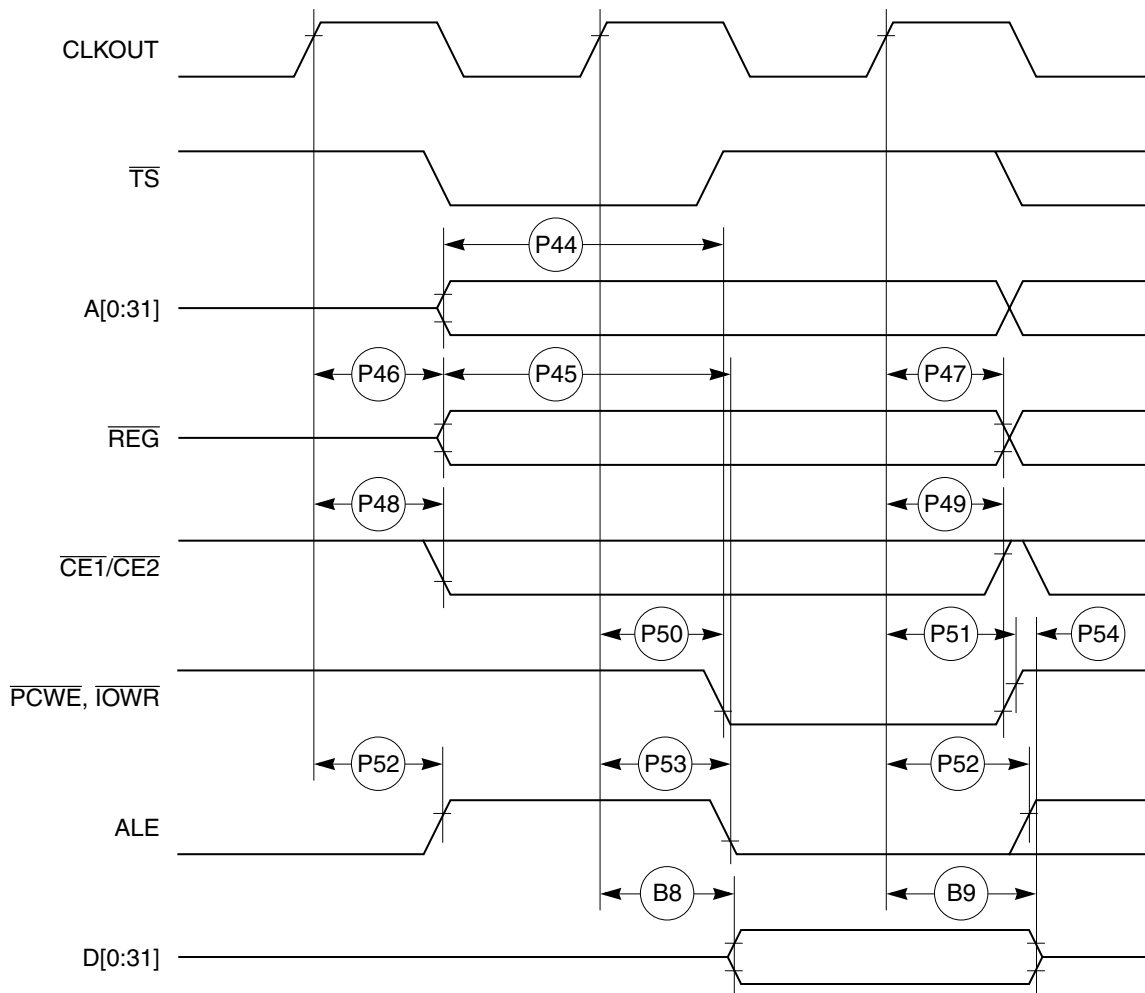 CLKOUT
TS
P44
A[0:31]
P46 P45 P47
REG
P48 P49
CE1/CE2
P50 P51 P54
PCWE, IOWR
P52 P53 P52
ALE
B8 B9
D[0:31]